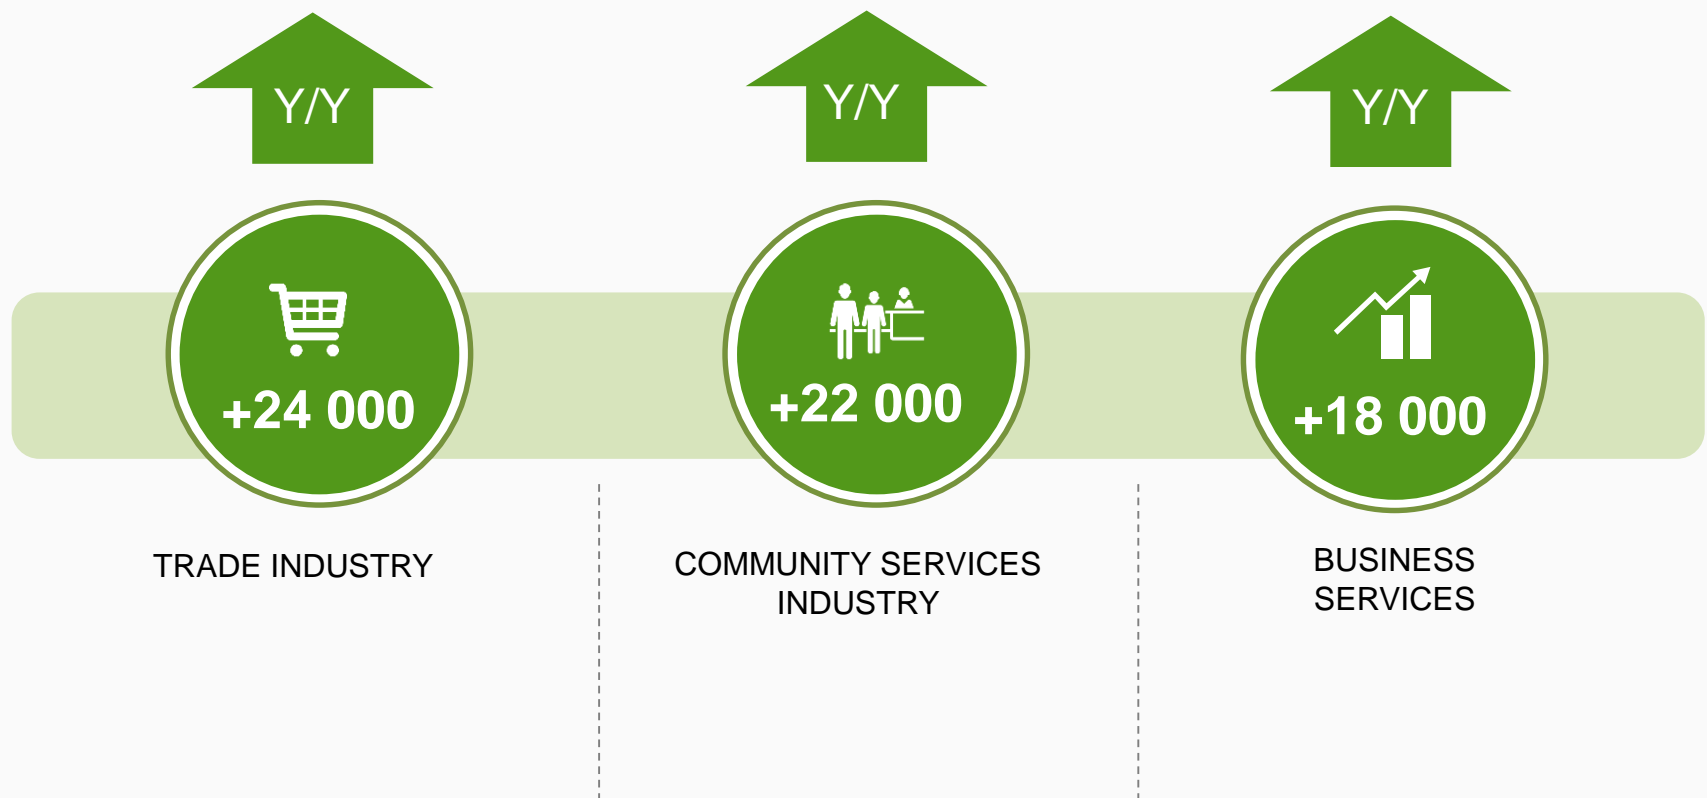 Y/Y
Y/Y
Y/Y
+24 000
+22 000
+18 000
TRADE INDUSTRY
COMMUNITY SERVICES
INDUSTRY
BUSINESS
SERVICES